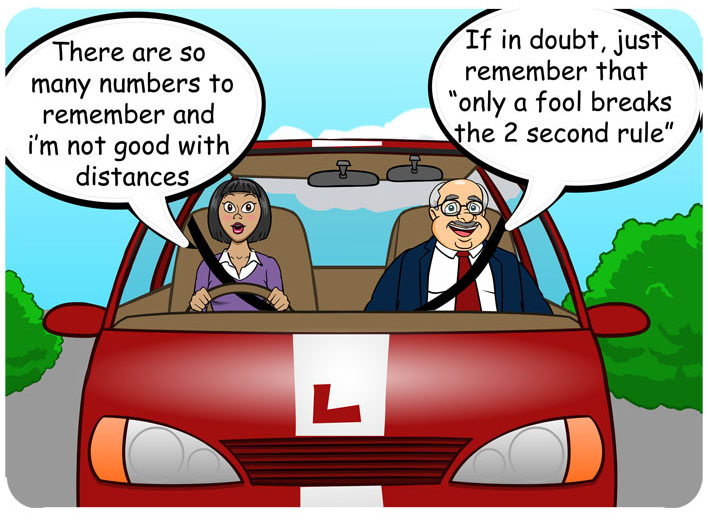 There are so
many numbers to
remember and
i'm not good with
distances
If in doubt, just
remember that
"only a fool breaks
the 2 second rule"
L